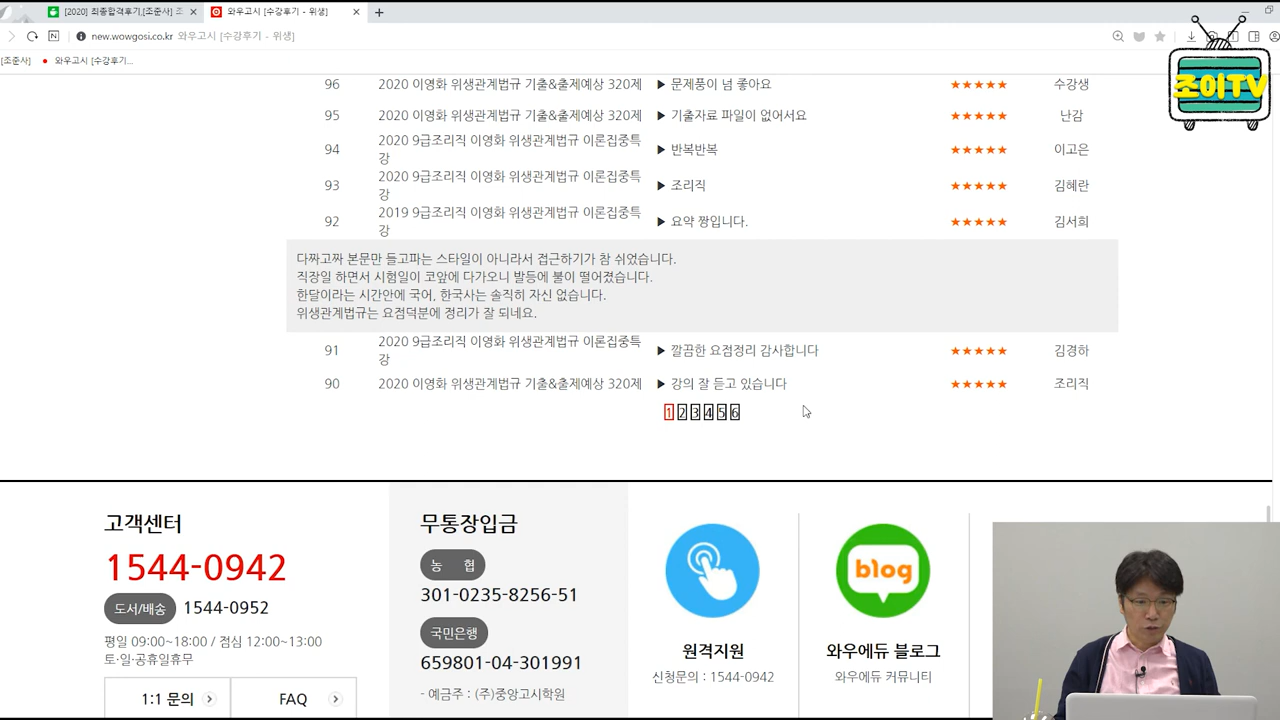 [2020] 최종합격후기,[조준사] 조
와우고시 [수강후기 - 위생]
new.wowgosi.co.kr 와우고시 [수강후기 - 위생]
[조준사]
와우고시 [수강후기...
조이TV
96 2020 이영화 위생관계법규 기출&출제예상 320제 ▶ 문제풍이 넘 좋아요 ★★★★★ 수강생
95 2020 이영화 위생관계법규 기출&출제예상 320제 ▶ 기출자료 파일이 없어서요 ★★★★★ 난감
94 2020 9급조리직 이영화 위생관계법규 이론집중특강 ▶ 반복반복 ★★★★★ 이고은
93 2020 9급조리직 이영화 위생관계법규 이론집중특강 ▶ 조리직 ★★★★★ 김혜란
92 2019 9급조리직 이영화 위생관계법규 이론집중특강 ▶ 요약 짱입니다. ★★★★★ 김서희
다짜고짜 본문만 들고파는 스타일이 아니라서 접근하기가 참 쉬었습니다.
직장일 하면서 시험일이 코앞에 다가오니 발등에 불이 떨어졌습니다.
한달이라는 시간안에 국어, 한국사는 솔직히 자신 없습니다.
위생관계법규는 요점덕분에 정리가 잘 되네요.
91 2020 9급조리직 이영화 위생관계법규 이론집중특강 ▶ 깔끔한 요점정리 감사합니다 ★★★★★ 김경하
90 2020 이영화 위생관계법규 기출&출제예상 320제 ▶ 강의 잘 듣고 있습니다 ★★★★★ 조리직
1 2 3 4 5 6
고객센터
1544-0942
도서/배송 1544-0952
평일 09:00~18:00 / 점심 12:00~13:00
토·일·공휴일휴무
1:1 문의
FAQ
무통장입금
농 협
301-0235-8256-51
국민은행
659801-04-301991
- 예금주 : (주)중앙고시학원
원격지원
신청문의 : 1544-0942
blog
와우에듀 블로그
와우에듀 커뮤니티